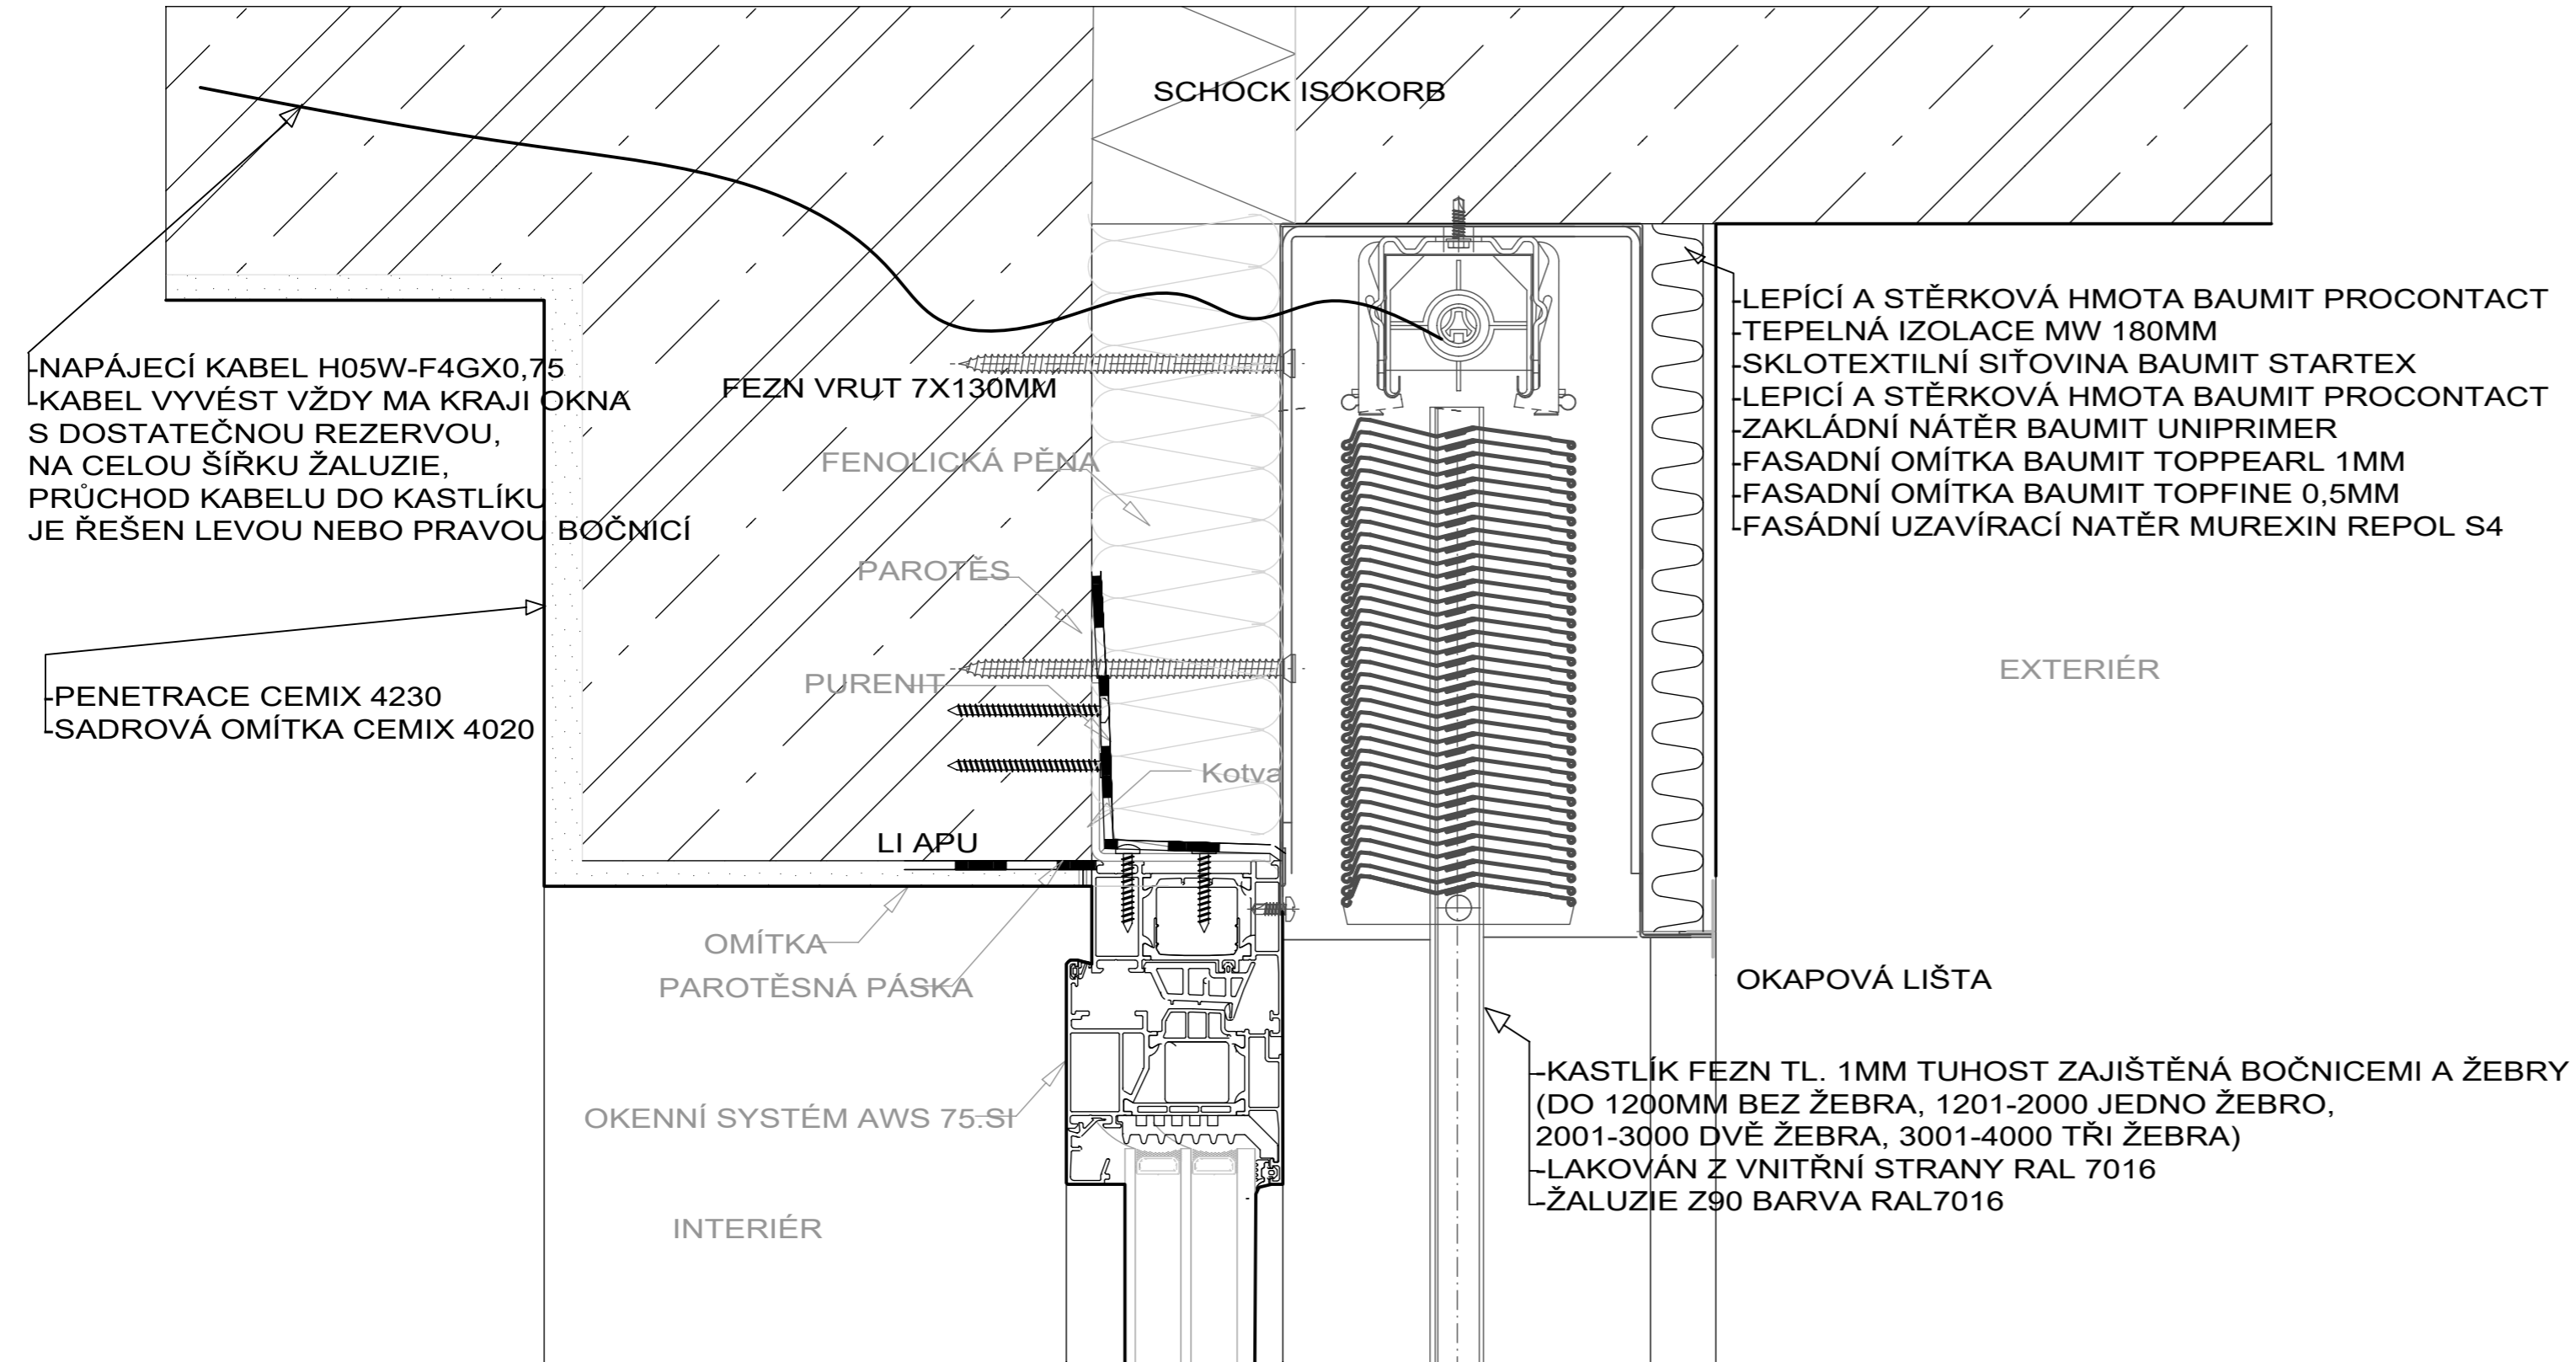 SCHOCK ISOKORB
-NAPÁJECÍ KABEL H05W-F4GX0,75
-KABEL VYVÉST VŽDY MA KRAJI OKNA
S DOSTATEČNOU REZERVOU,
NA CELOU ŠÍŘKU ŽALUZIE,
PRŮCHOD KABELU DO KASTLÍKU
JE ŘEŠEN LEVOU NEBO PRAVOU BOČNICÍ
FEZN VRUT 7X130MM
FENOLICKÁ PĚNA
PAROTĚS
PURENIT
Kotva
-PENETRACE CEMIX 4230
-SADROVÁ OMÍTKA CEMIX 4020
LI APU
OMÍTKA
PAROTĚSNÁ PÁSKA
OKENNÍ SYSTÉM AWS 75.SI
INTERIÉR
-LEPÍCÍ A STĚRKOVÁ HMOTA BAUMIT PROCONTACT
-TEPELNÁ IZOLACE MW 180MM
-SKLOTEXTILNÍ SIŤOVINA BAUMIT STARTEX
-LEPICÍ A STĚRKOVÁ HMOTA BAUMIT PROCONTACT
-ZAKLÁDNÍ NÁTĚR BAUMIT UNIPRIMER
-FASADNÍ OMÍTKA BAUMIT TOPPEARL 1MM
-FASADNÍ OMÍTKA BAUMIT TOPFINE 0,5MM
-FASÁDNÍ UZAVÍRACÍ NATĚR MUREXIN REPOL S4
EXTERIÉR
OKAPOVÁ LIŠTA
-KASTLÍK FEZN TL. 1MM TUHOST ZAJIŠTĚNÁ BOČNICEMI A ŽEBRY
(DO 1200MM BEZ ŽEBRA, 1201-2000 JEDNO ŽEBRO,
2001-3000 DVĚ ŽEBRA, 3001-4000 TŘI ŽEBRA)
-LAKOVÁN Z VNITŘNÍ STRANY RAL 7016
-ŽALUZIE Z90 BARVA RAL7016